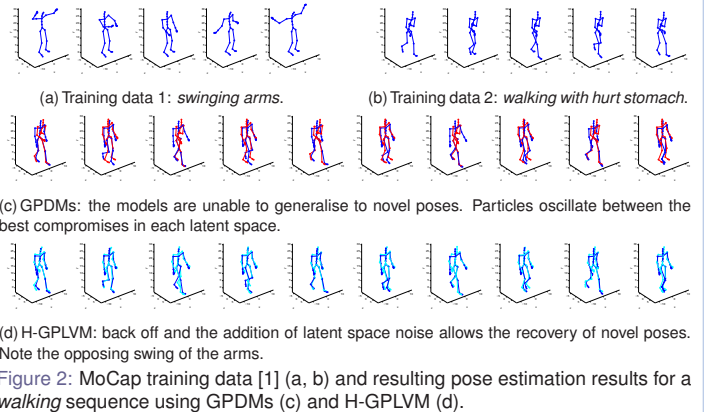 (a) Training data 1: swinging arms.
(b) Training data 2: walking with hurt stomach.
(c) GPDMs: the models are unable to generalise to novel poses. Particles oscillate between the
best compromises in each latent space.
(d) H-GPLVM: back off and the addition of latent space noise allows the recovery of novel poses.
Note the opposing swing of the arms.
Figure 2: MoCap training data [1] (a, b) and resulting pose estimation results for a
walking sequence using GPDMs (c) and H-GPLVM (d).